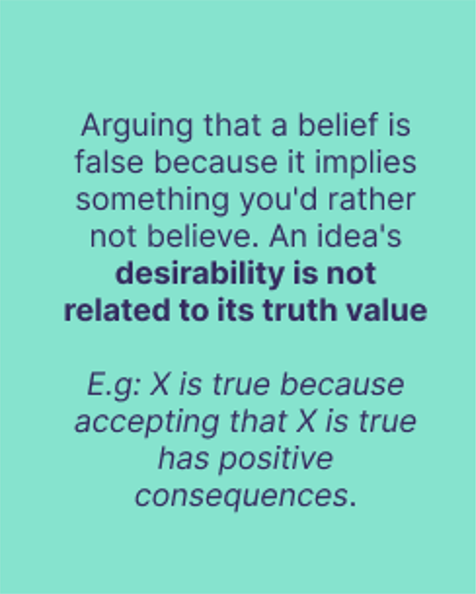 Arguing that a belief is
false because it implies
something you'd rather
not believe. An idea's
desirability is not
related to its truth value
E.g: X is true because
accepting that X is true
has positive
consequences.